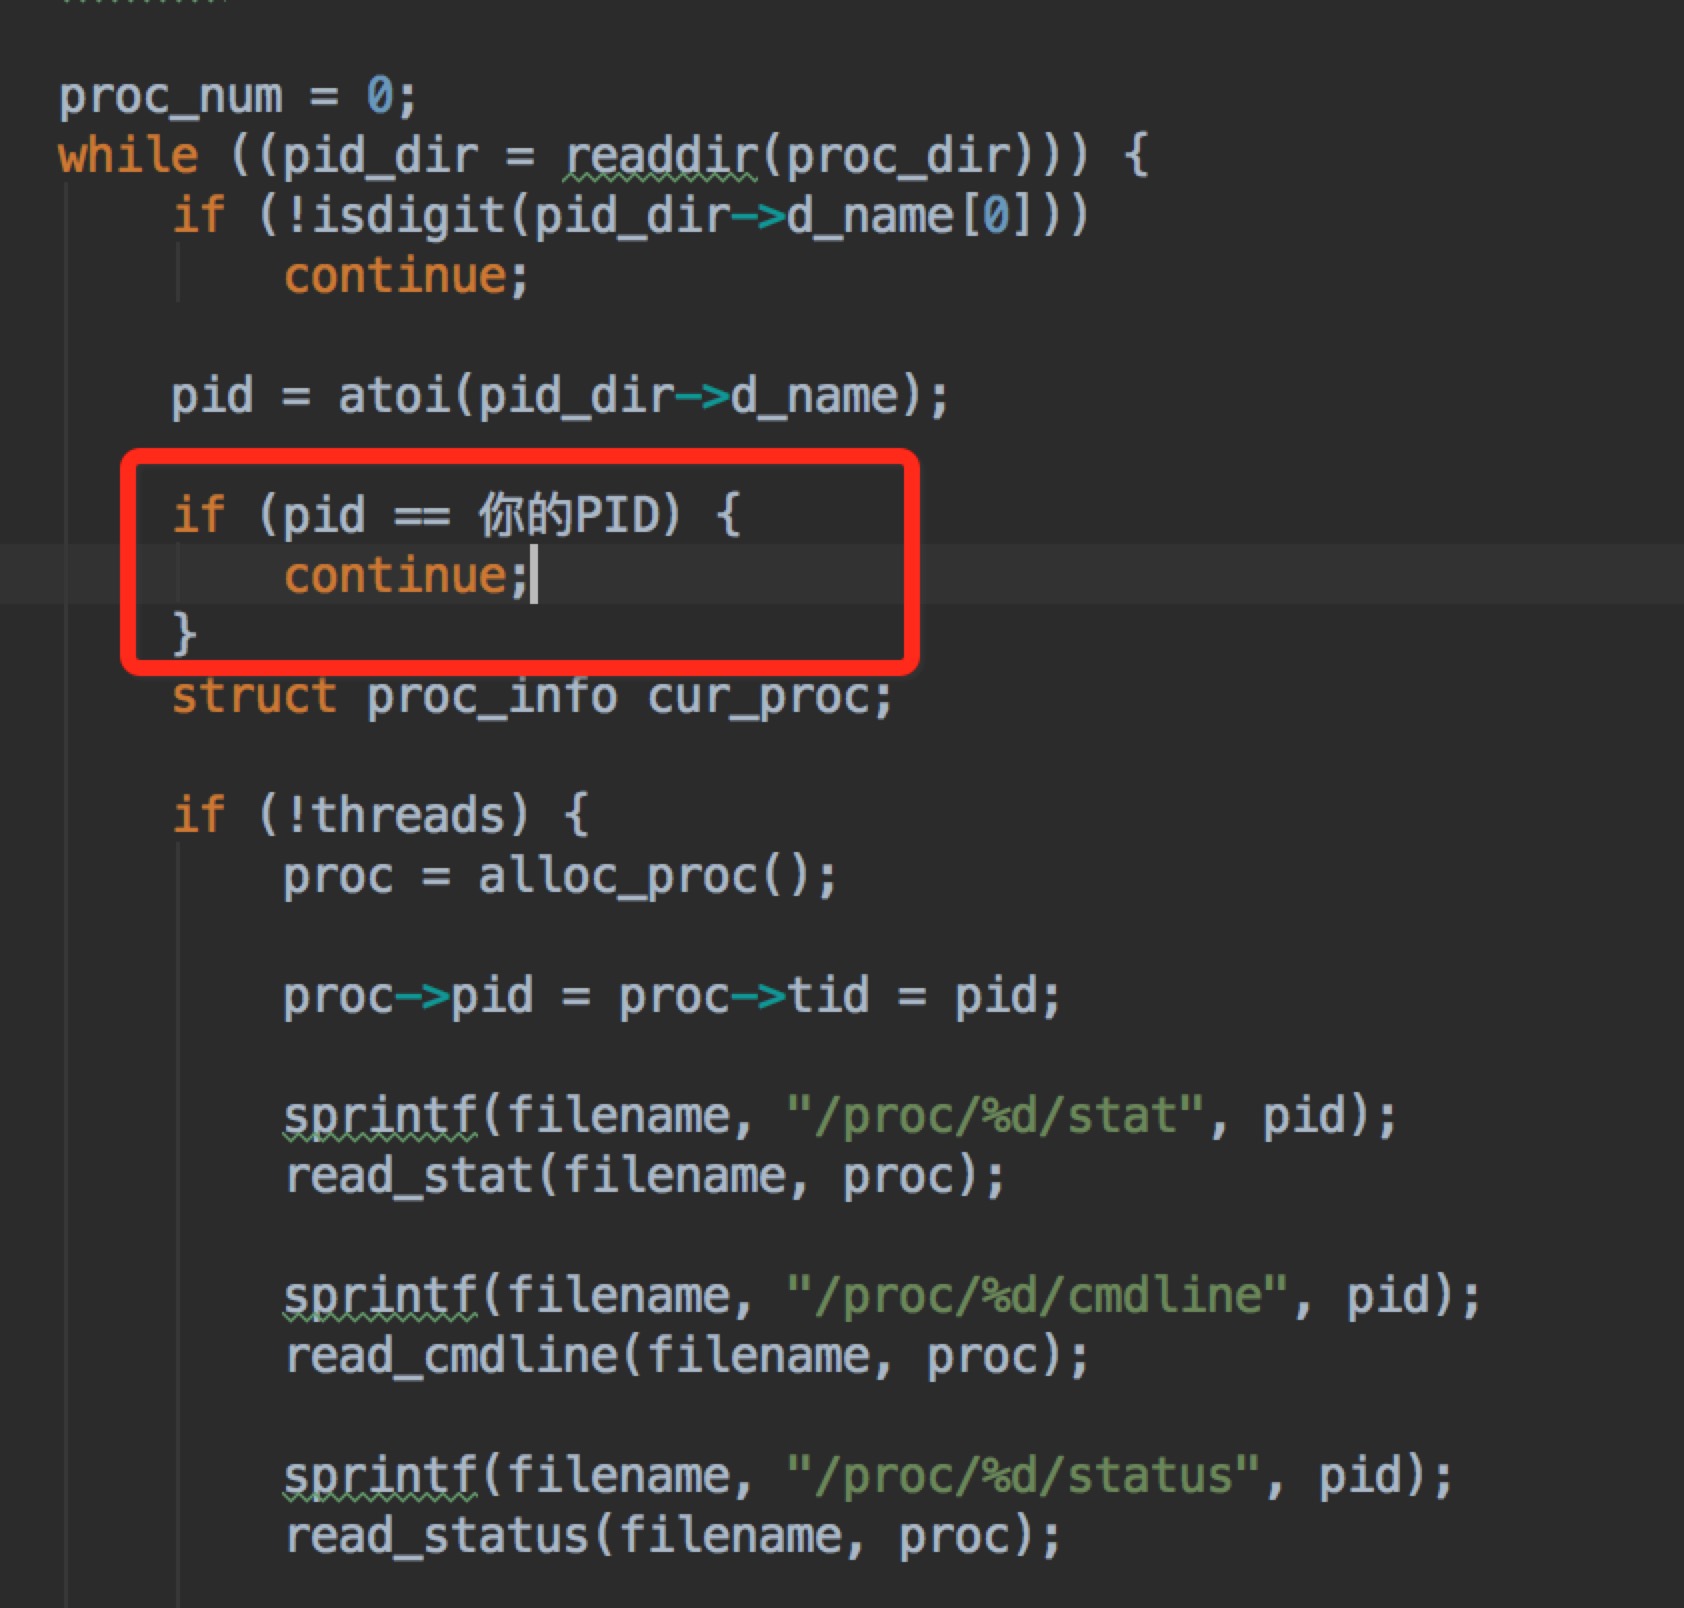 proc_num = 0;
while ((pid_dir = readdir(proc_dir))) {
if (!isdigit(pid_dir->d_name[0]))
continue;
pid = atoi(pid_dir->d_name);
if (pid == 你的PID) {
continue;
}
struct proc_info cur_proc;
if (!threads) {
proc = alloc_proc();
proc->pid = proc->tid = pid;
sprintf(filename, "/proc/%d/stat", pid);
read_stat(filename, proc);
sprintf(filename, "/proc/%d/cmdline", pid);
read_cmdline(filename, proc);
sprintf(filename, "/proc/%d/status", pid);
read_status(filename, proc);